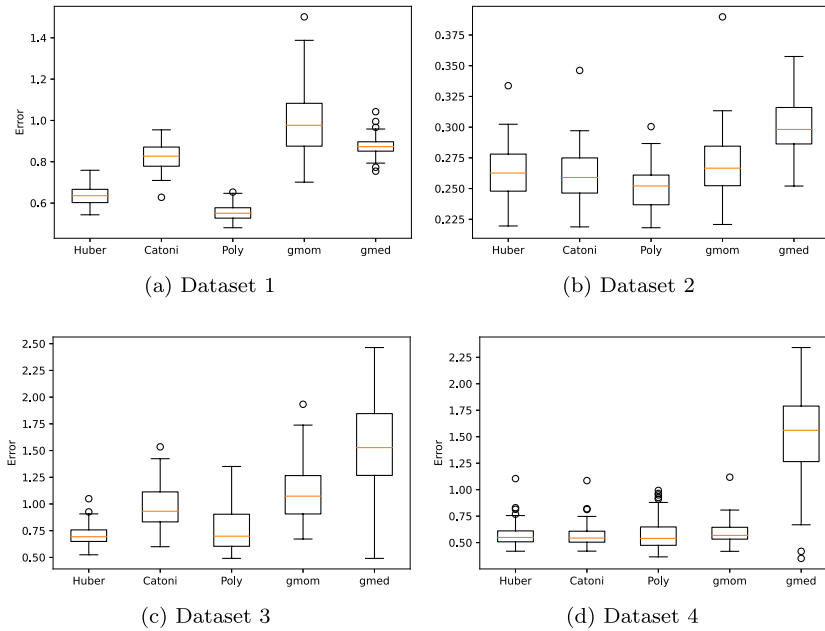 1.4
1.2
1.0
0.8
0.6
Error
Huber Catoni Poly gmom gmed
(a) Dataset 1
0.375
0.350
0.325
0.300
0.275
0.250
0.225
Error
Huber Catoni Poly gmom gmed
(b) Dataset 2
2.50
2.25
2.00
1.75
1.50
1.25
1.00
0.75
0.50
Error
Huber Catoni Poly gmom gmed
(c) Dataset 3
2.25
2.00
1.75
1.50
1.25
1.00
0.75
0.50
Error
Huber Catoni Poly gmom gmed
(d) Dataset 4